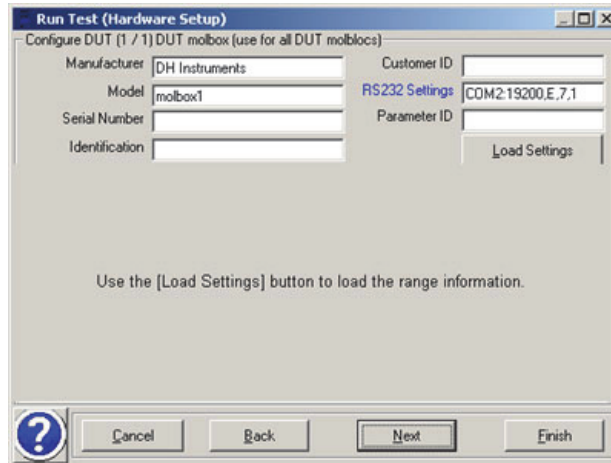 Run Test (Hardware Setup)
Configure DUT (1 / 1) DUT molbox (use for all DUT molblocs)
Manufacturer DH Instruments Customer ID
Model molbox1 RS232 Settings COM2:19200,E,7,1
Serial Number Parameter ID
Identification Load Settings
Use the [Load Settings] button to load the range information.
? Cancel Back Next Finish